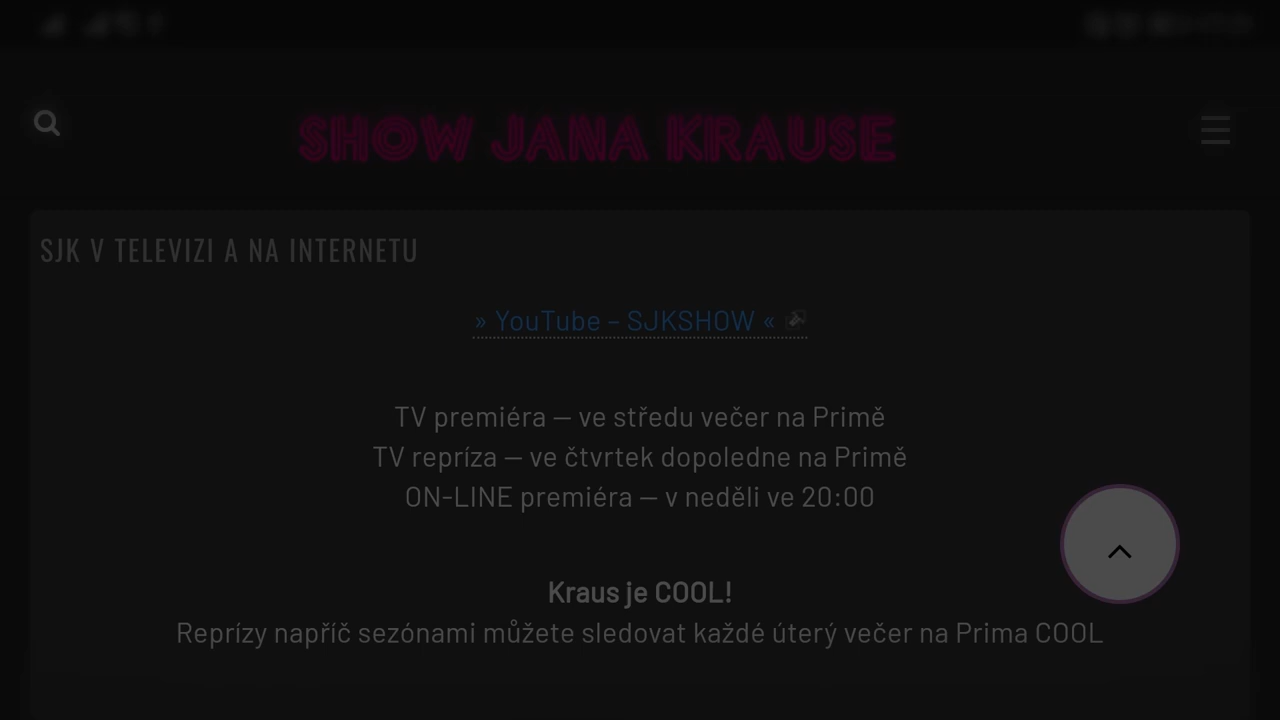 SHOW JANA KRAUSE
SJK V TELEVIZI A NA INTERNETU
» YouTube – SJKSHOW «
TV premiéra — ve středu večer na Primě
TV repríza — ve čtvrtek dopoledne na Primě
ON-LINE premiéra — v neděli ve 20:00
Kraus je COOL!
Reprízy napříč sezónami můžete sledovat každé úterý večer na Prima COOL